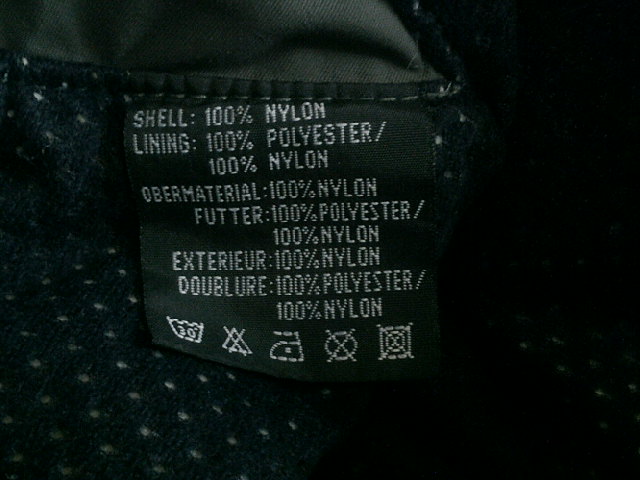 SHELL: 100% NYLON
LINING: 100% POLYESTER/
100% NYLON
OBERMATERIAL:100%NYLON
FUTTER:100%POLYESTER/
100%NYLON
EXTERIEUR:100%NYLON
DOUBLURE:100%POLYESTER/
100%NYLON
30